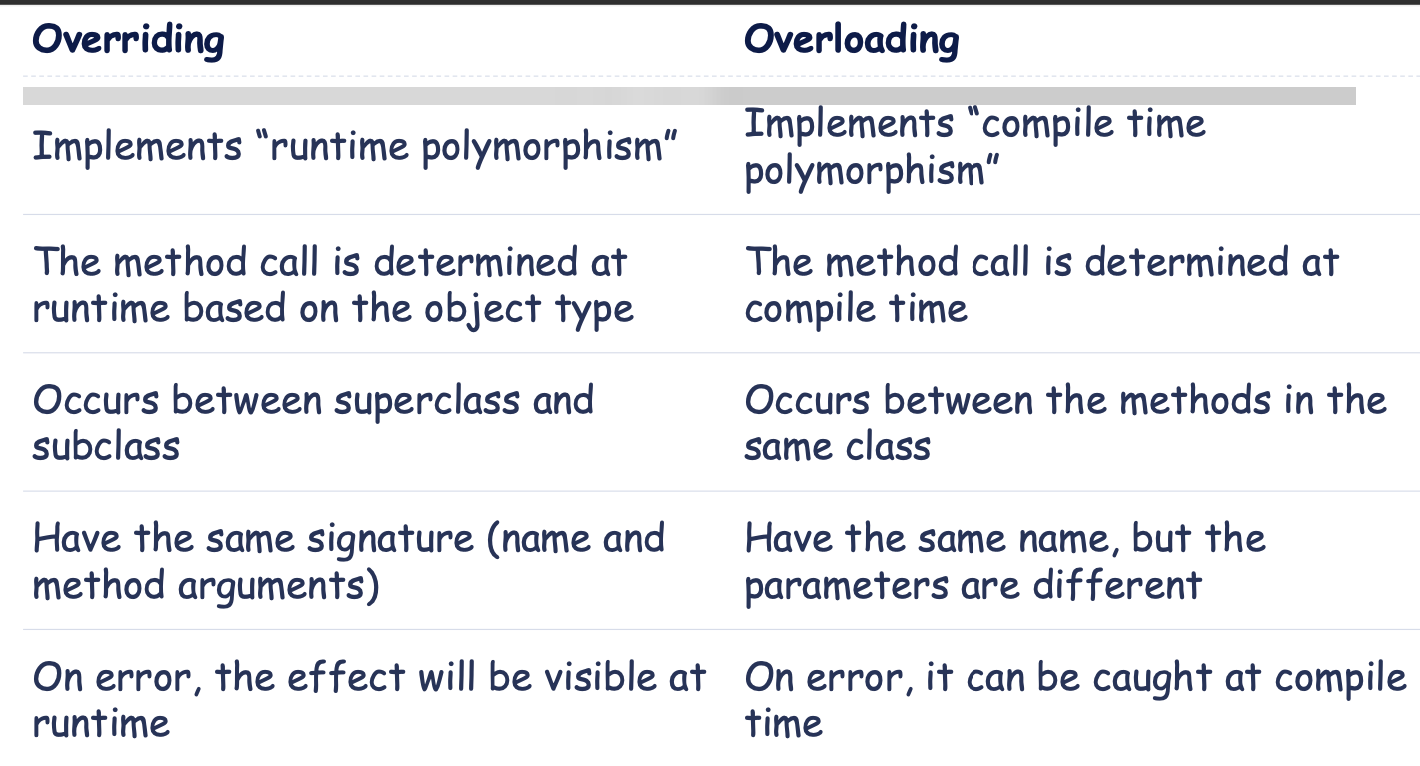 Overriding
Overloading
Implements “runtime polymorphism”
Implements “compile time
polymorphism”
The method call is determined at
runtime based on the object type
The method call is determined at
compile time
Occurs between superclass and
subclass
Occurs between the methods in the
same class
Have the same signature (name and
method arguments)
Have the same name, but the
parameters are different
On error, the effect will be visible at
runtime
On error, it can be caught at compile
time